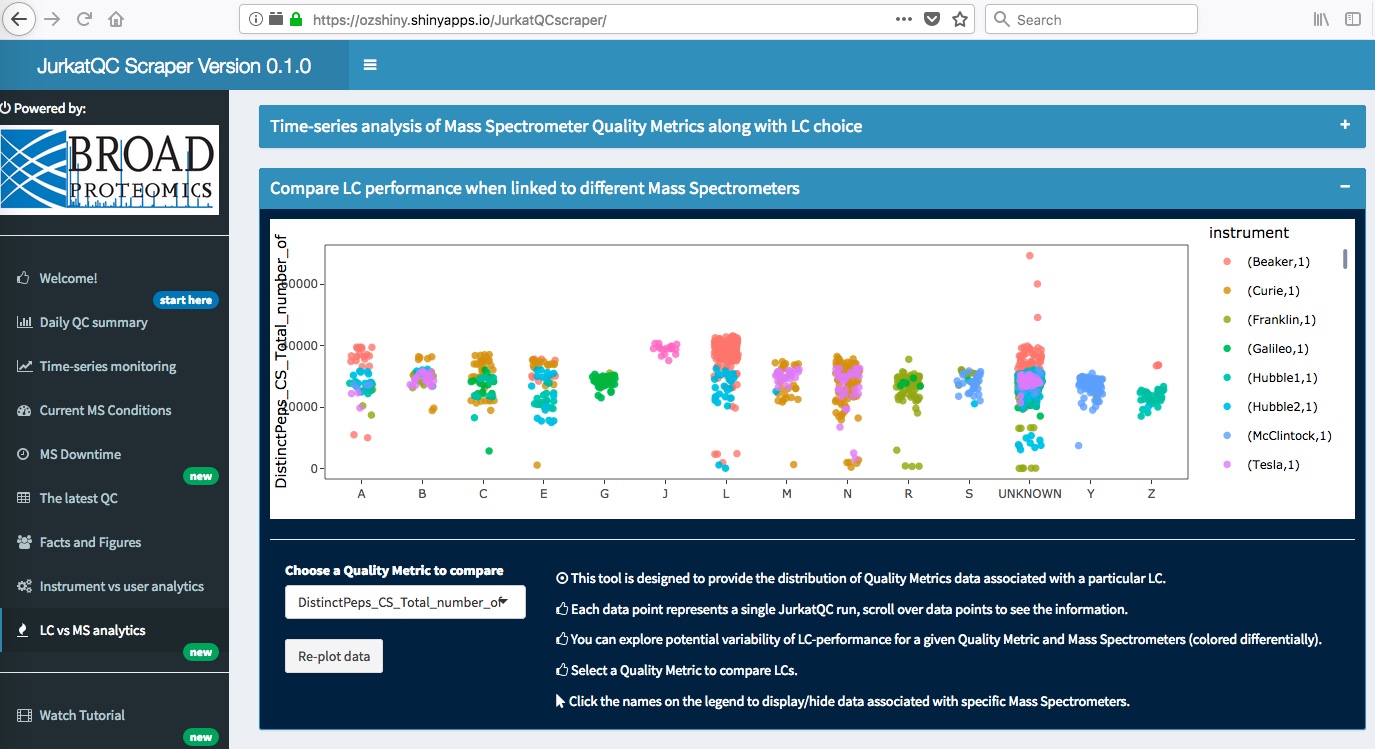 https://ozshiny.shinyapps.io/JurkatQCscraper/
Search
JurkatQC Scraper Version 0.1.0
Powered by:
BROAD
PROTEOMICS
Welcome!
start here
Daily QC summary
Time-series monitoring
Current MS Conditions
MS Downtime
new
The latest QC
Facts and Figures
Instrument vs user analytics
LC vs MS analytics
new
Watch Tutorial
new
Time-series analysis of Mass Spectrometer Quality Metrics along with LC choice
Compare LC performance when linked to different Mass Spectrometers
DistinctPeps_CS_Total_number_of
60000
40000
20000
0
A B C E G J L M N R S UNKNOWN Y Z
instrument
(Beaker,1)
(Curie,1)
(Franklin,1)
(Galileo,1)
(Hubble1,1)
(Hubble2,1)
(McClintock,1)
(Tesla,1)
Choose a Quality Metric to compare
DistinctPeps_CS_Total_number_of
Re-plot data
This tool is designed to provide the distribution of Quality Metrics data associated with a particular LC.
Each data point represents a single JurkatQC run, scroll over data points to see the information.
You can explore potential variability of LC-performance for a given Quality Metric and Mass Spectrometers (colored differentially).
Select a Quality Metric to compare LCs.
Click the names on the legend to display/hide data associated with specific Mass Spectrometers.